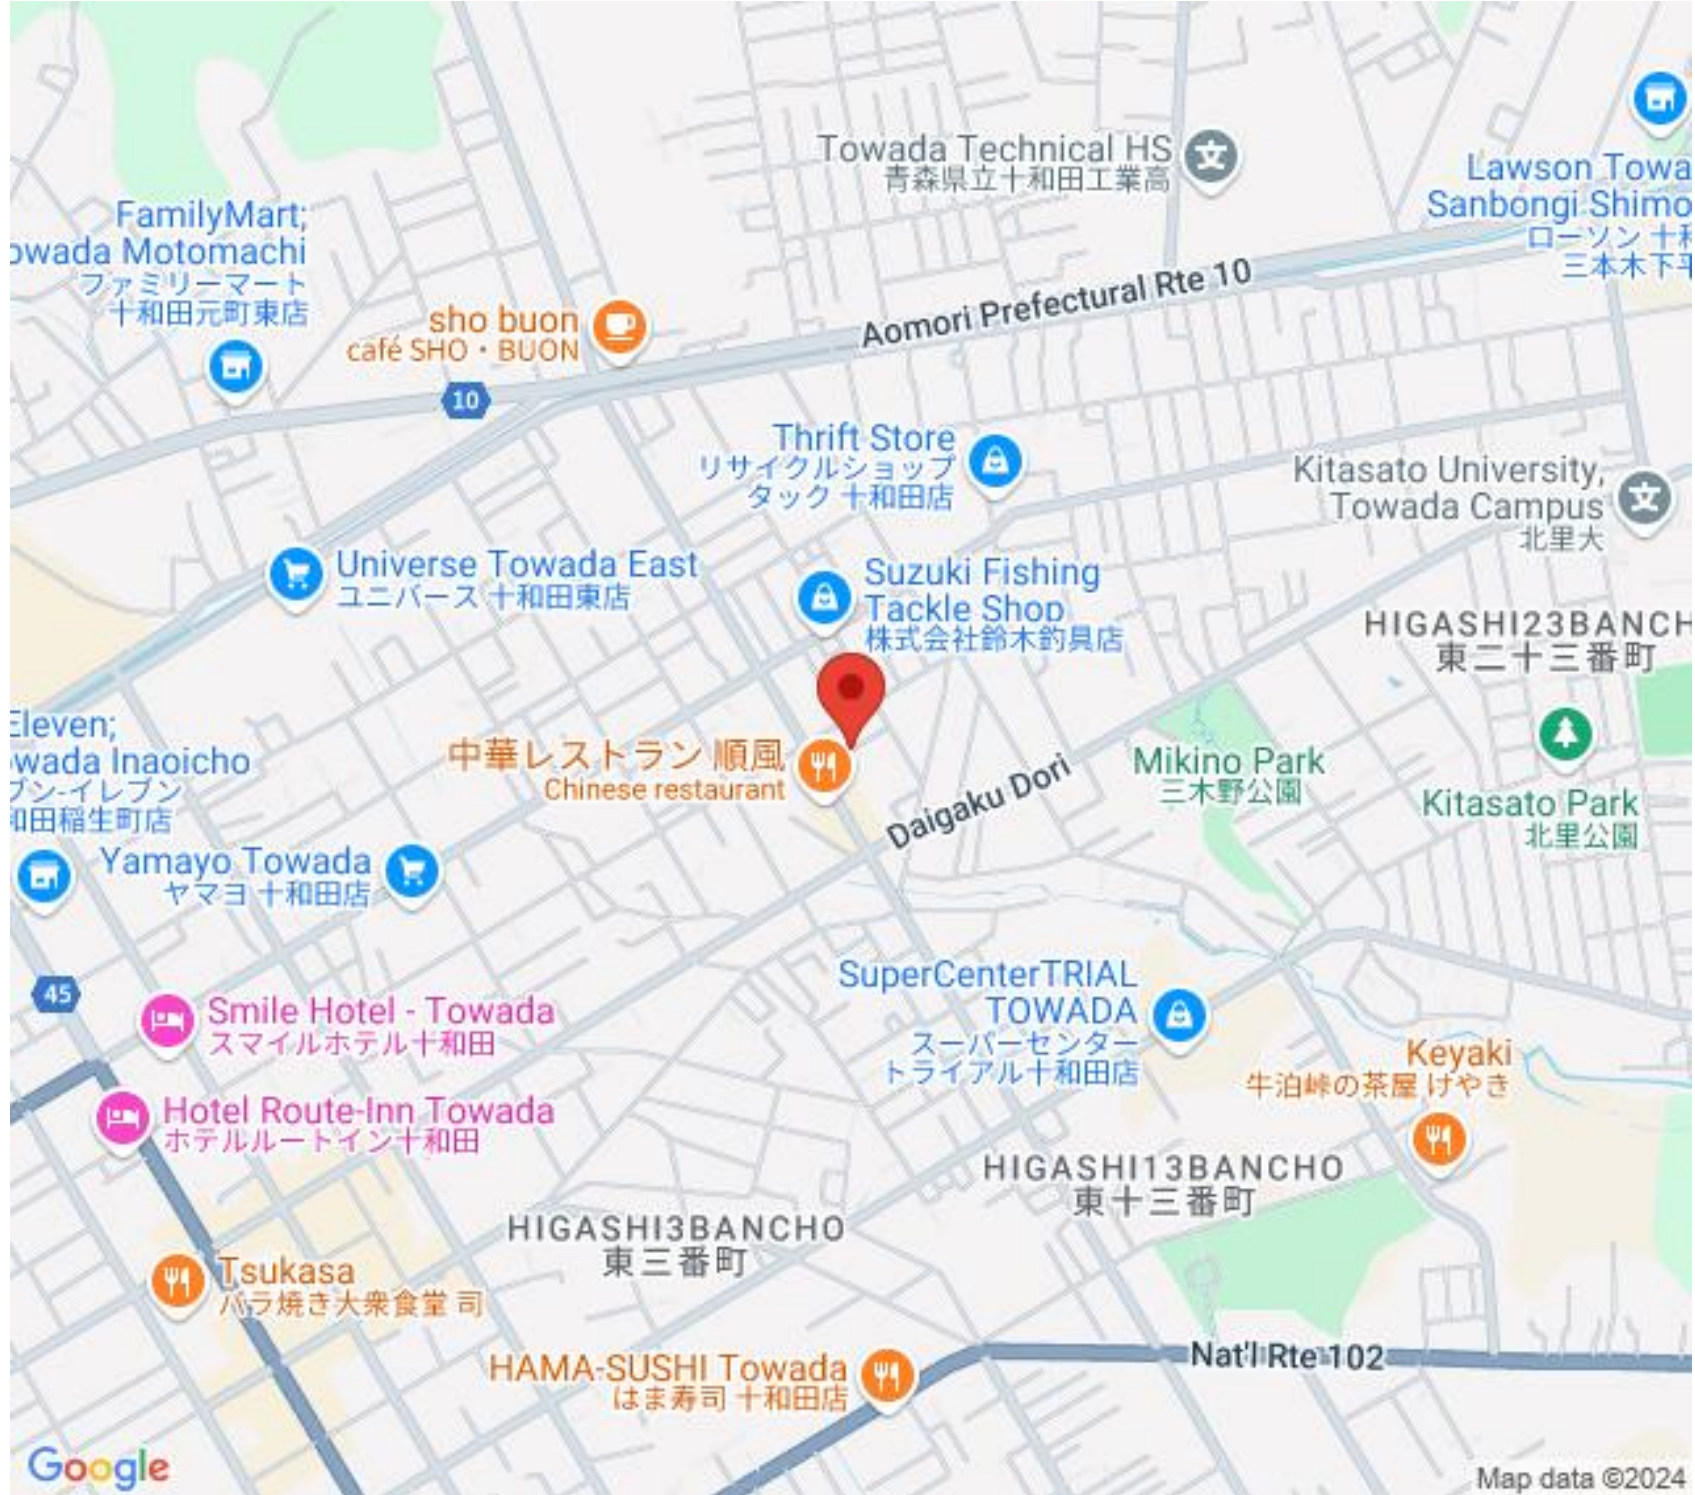 Towada Technical HS
青森県立十和田工業高
Lawson Towa
Sanbongi Shimo
ローソン 十和
三本木下平
FamilyMart;
owada Motomachi
ファミリーマート
十和田元町東店
sho buon
café SHO・BUON
Aomori Prefectural Rte 10
10
Thrift Store
リサイクルショップ
タック 十和田店
Kitasato University,
Towada Campus
北里大
Universe Towada East
ユニバース 十和田東店
Suzuki Fishing
Tackle Shop
株式会社鈴木釣具店
HIGASHI23BANCH
東二十三番町
Eleven;
wada Inaoicho
ブン-イレブン
和田稲生町店
中華レストラン 順風
Chinese restaurant
Daigaku Dori
Mikino Park
三木野公園
Kitasato Park
北里公園
Yamayo Towada
ヤマヨ 十和田店
45
Smile Hotel - Towada
スマイルホテル十和田
SuperCenterTRIAL
TOWADA
スーパーセンター
トライアル十和田店
Keyaki
牛泊峠の茶屋 けやき
Hotel Route-Inn Towada
ホテルルートイン十和田
HIGASHI13BANCHO
東十三番町
HIGASHI3BANCHO
東三番町
Tsukasa
バラ焼き大衆食堂 司
HAMA-SUSHI Towada
はま寿司 十和田店
Nat'l Rte 102
Google
Map data ©2024